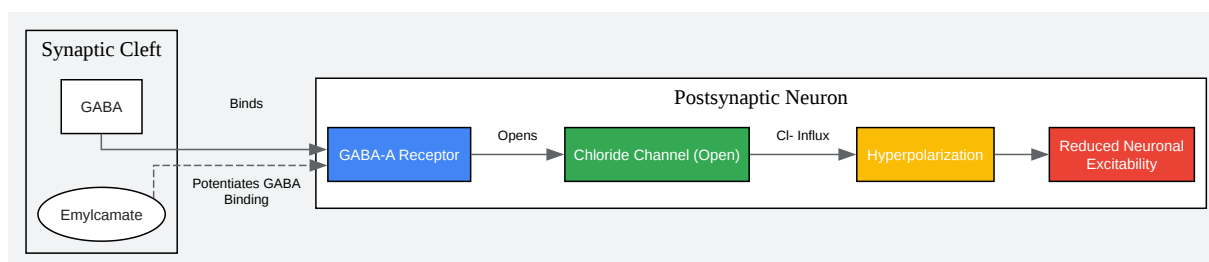 Synaptic Cleft
GABA
Binds
Postsynaptic Neuron
GABA-A Receptor
Opens
Chloride Channel (Open)
Cl- Influx
Hyperpolarization
Reduced Neuronal
Excitability
Potentiates GABA
Binding
Emylcamate